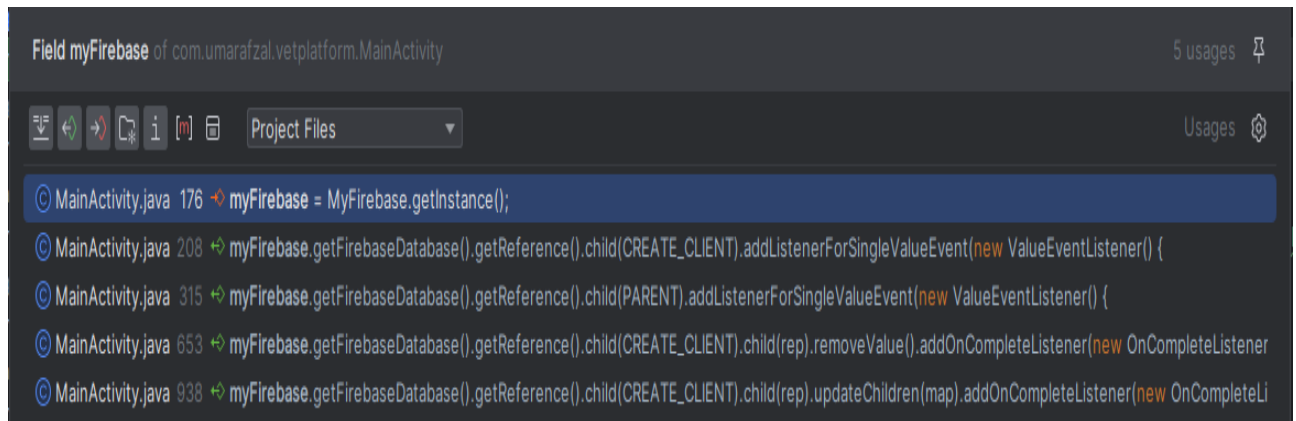 Field myFirebase of com.umarafzal.vetplatform.MainActivity 5 usages
Project Files Usages
MainActivity.java 176 myFirebase = MyFirebase.getInstance();
MainActivity.java 208 myFirebase.getFirebaseDatabase().getReference().child(CREATE_CLIENT).addListenerForSingleValueEvent(new ValueEventListener() {
MainActivity.java 315 myFirebase.getFirebaseDatabase().getReference().child(PARENT).addListenerForSingleValueEvent(new ValueEventListener() {
MainActivity.java 653 myFirebase.getFirebaseDatabase().getReference().child(CREATE_CLIENT).child(rep).removeValue().addOnCompleteListener(new OnCompleteListener
MainActivity.java 938 myFirebase.getFirebaseDatabase().getReference().child(CREATE_CLIENT).child(rep).updateChildren(map).addOnCompleteListener(new OnCompleteLi